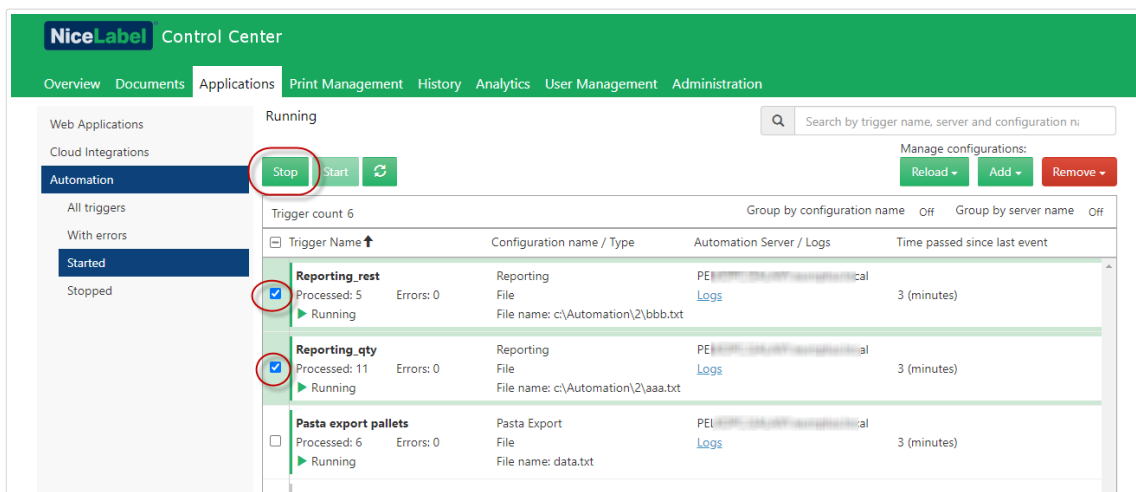 NiceLabel Control Center
Overview Documents Applications Print Management History Analytics User Management Administration
Web Applications
Cloud Integrations
Automation
All triggers
With errors
Started
Stopped
Running
Search by trigger name, server and configuration
Manage configurations:
Stop Start Reload Add Remove
Trigger count 6 Group by configuration name Off Group by server name Off
Trigger Name Configuration name / Type Automation Server / Logs Time passed since last event
Reporting_rest Reporting
Processed: 5 Errors: 0 File Logs 3 (minutes)
Running File name: c:\Automation\2\bbb.txt
Reporting_qty Reporting
Processed: 11 Errors: 0 File Logs 3 (minutes)
Running File name: c:\Automation\2\aaa.txt
Pasta export pallets Pasta Export
Processed: 6 Errors: 0 File Logs 3 (minutes)
Running File name: data.txt